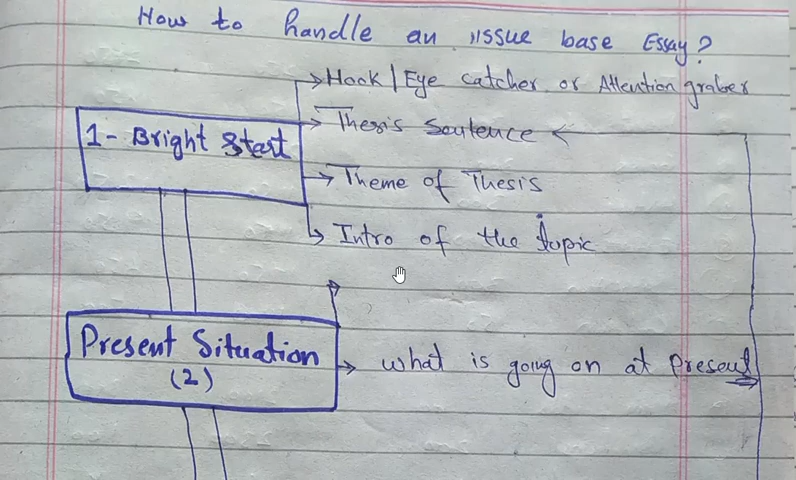 How to handle an issue base Essay?
Hook/Eye catcher or Attention graber
1- Bright Start
Thesis Sentence
Theme of Thesis
Intro of the topic
Present Situation
(2)
what is going on at present